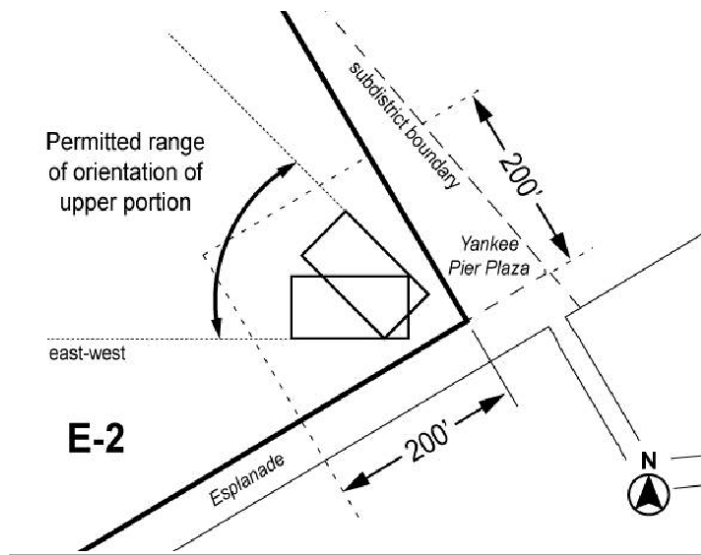 subdistrict boundary
Permitted range
of orientation of
upper portion
200'
Yankee
Pier Plaza
east-west
E-2
200'
Esplanade
N